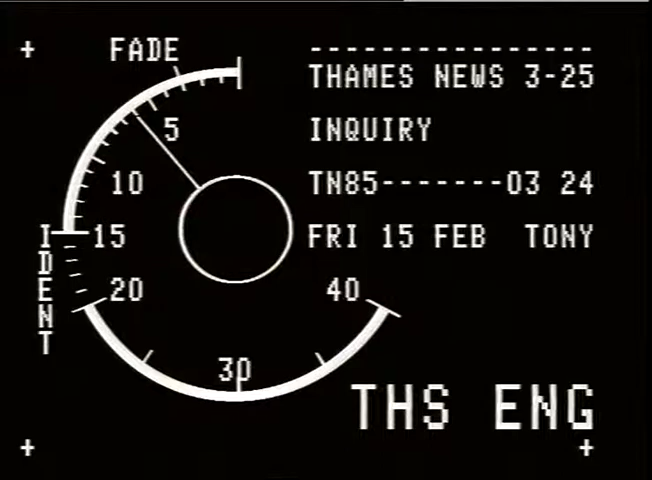 FADE
----------------
THAMES NEWS 3-25
5
INQUIRY
10
TN85-------03 24
15
FRI 15 FEB TONY
IDENT
20
40
30
THS ENG